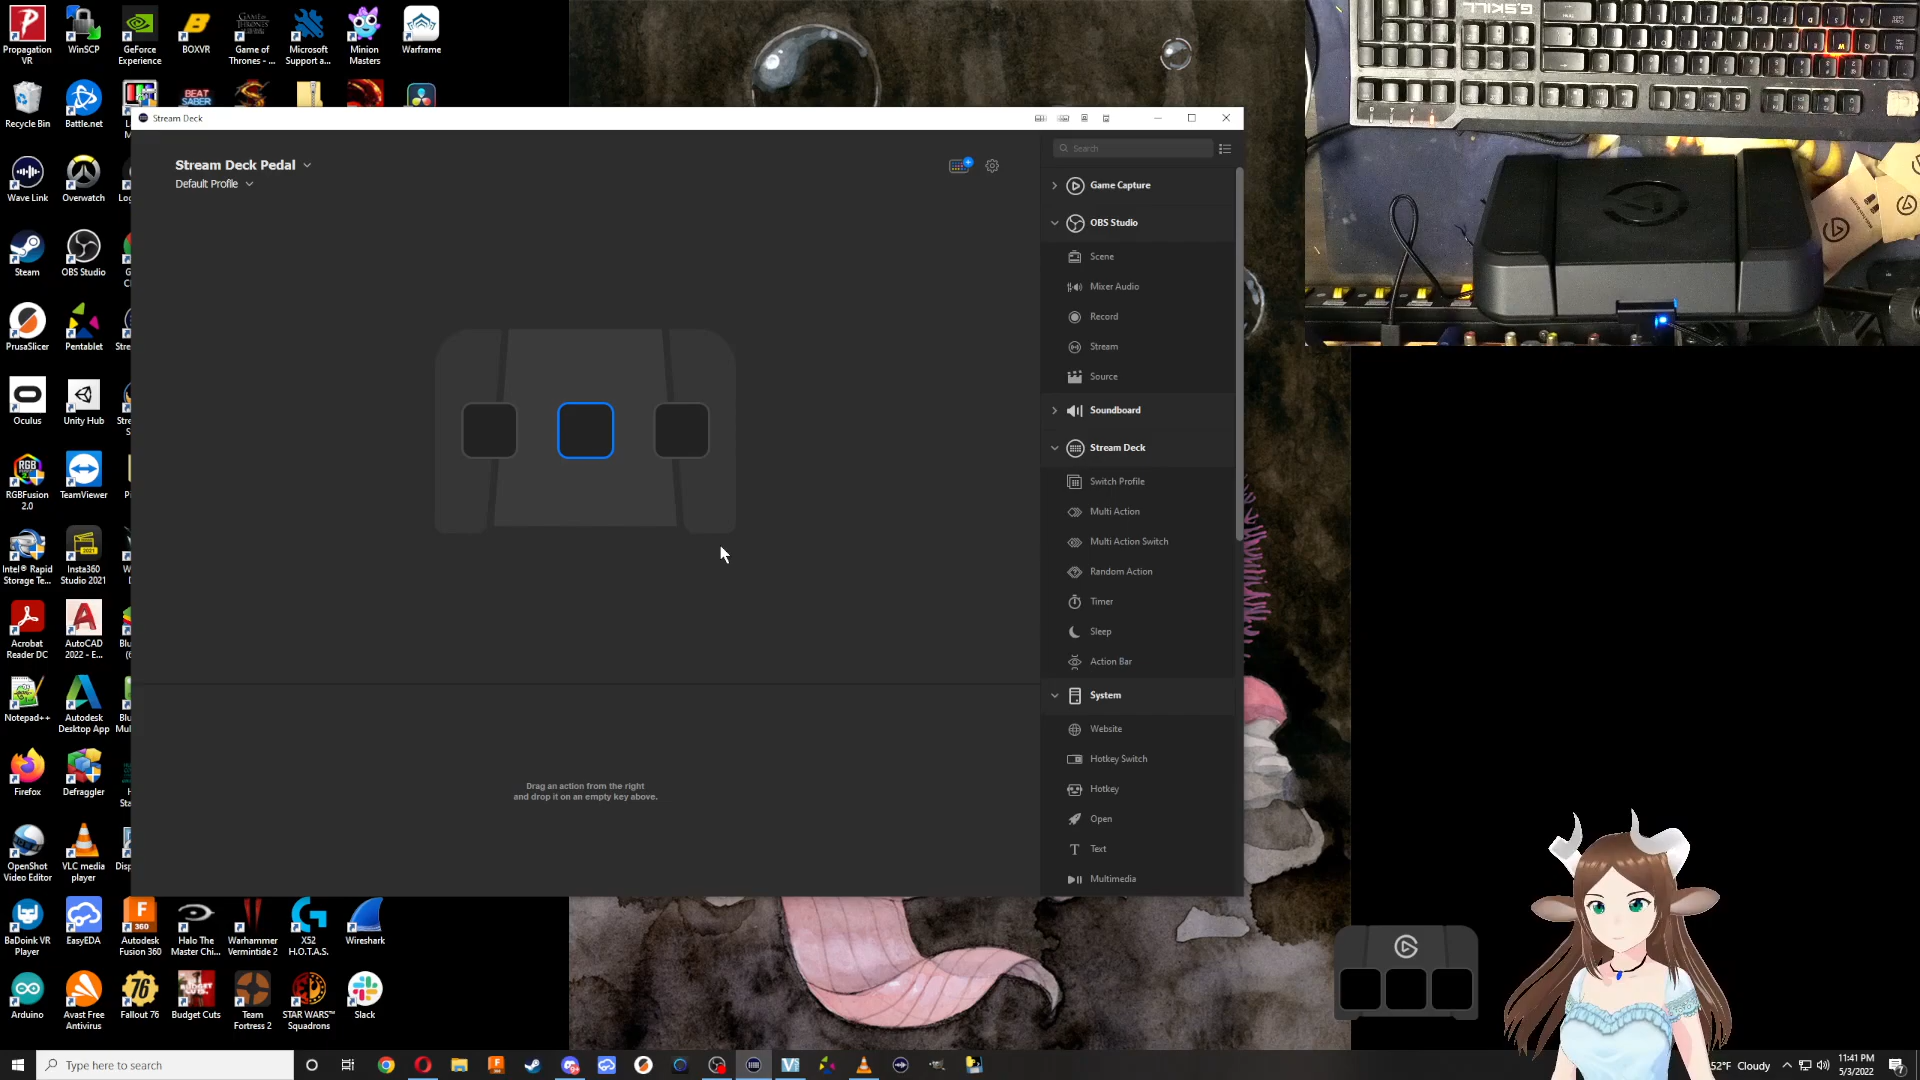 Propagation VR
WinSCP
GeForce Experience
BOXVR
Game of Thrones - ...
Microsoft Support a...
Minion Masters
Warframe
Recycle Bin
Battle.net
BEAT SABER
Stream Deck
Stream Deck Pedal
Default Profile
Search
Game Capture
OBS Studio
Scene
Mixer Audio
Record
Stream
Source
Soundboard
Stream Deck
Switch Profile
Multi Action
Multi Action Switch
Random Action
Timer
Sleep
Action Bar
System
Website
Hotkey Switch
Hotkey
Open
Text
Multimedia
Drag an action from the right
and drop it on an empty key above.
Wave Link
Overwatch
Steam
OBS Studio
PrusaSlicer
Pentablet
Oculus
Unity Hub
RGB
RGBFusion 2.0
TeamViewer
Intel® Rapid Storage Te...
Insta360 Studio 2021
Acrobat Reader DC
AutoCAD 2022 - E...
Notepad++
Autodesk Desktop App
Firefox
Defraggler
OpenShot Video Editor
VLC media player
BaDoink VR Player
EasyEDA
Autodesk Fusion 360
Halo The Master Chi...
Warhammer Vermintide 2
X52 H.O.T.A.S.
Wireshark
Arduino
Avast Free Antivirus
Fallout 76
Budget Cuts
Team Fortress 2
STAR WARS™ Squadrons
Slack
G.SKILL
Type here to search
52°F Cloudy
11:41 PM
5/3/2022